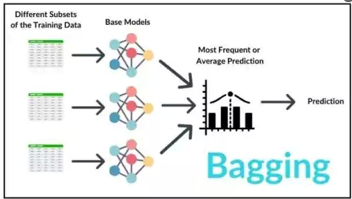 Different Subsets
of the Training Data
Base Models
Most Frequent or
Average Prediction
Prediction
Bagging